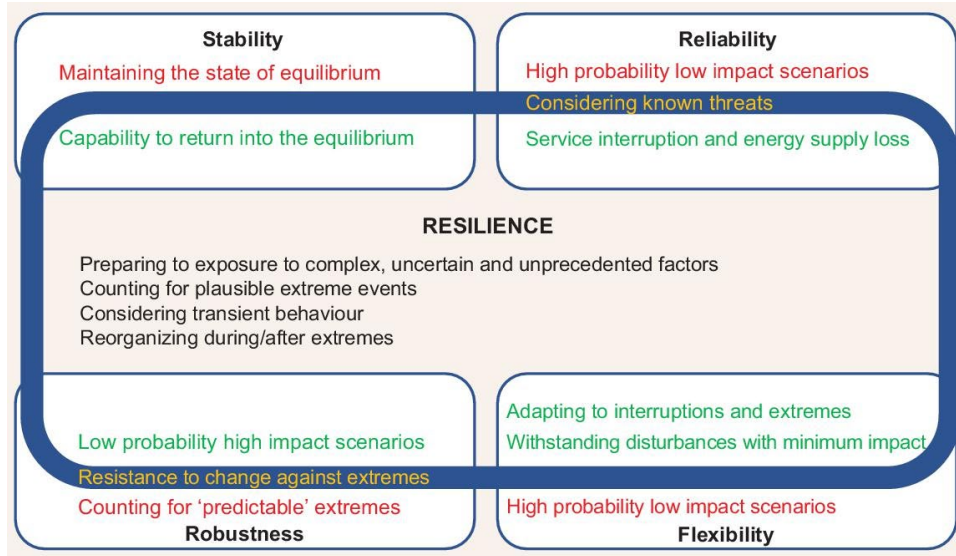 Stability
Maintaining the state of equilibrium
Capability to return into the equilibrium
Reliability
High probability low impact scenarios
Considering known threats
Service interruption and energy supply loss
RESILIENCE
Preparing to exposure to complex, uncertain and unprecedented factors
Counting for plausible extreme events
Considering transient behaviour
Reorganizing during/after extremes
Low probability high impact scenarios
Resistance to change against extremes
Counting for ‘predictable’ extremes
Robustness
Adapting to interruptions and extremes
Withstanding disturbances with minimum impact
High probability low impact scenarios
Flexibility